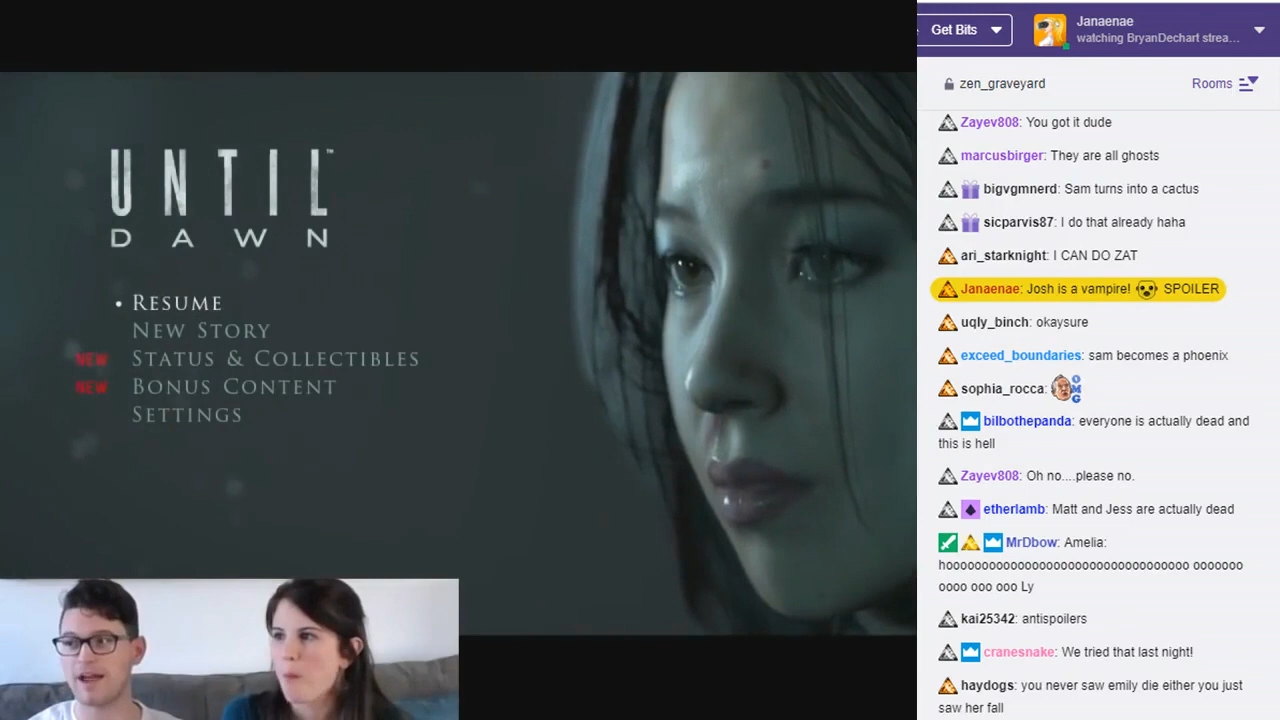 UNTIL™
DAWN
• RESUME
NEW STORY
NEW STATUS & COLLECTIBLES
NEW BONUS CONTENT
SETTINGS
Get Bits
Janaenae
watching BryanDechart strea...
zen_graveyard
Rooms
Zayev808: You got it dude
marcusbirger: They are all ghosts
bigvgmnerd: Sam turns into a cactus
sicparvis87: I do that already haha
ari_starknight: I CAN DO ZAT
Janaenae: Josh is a vampire! SPOILER
uqly_binch: okaysure
exceed_boundaries: sam becomes a phoenix
sophia_rocca: OMG
bilbothepanda: everyone is actually dead and
this is hell
Zayev808: Oh no....please no.
etherlamb: Matt and Jess are actually dead
MrDbow: Amelia:
hooooooooooooooooooooooooooooooooo ooooooo
oooo ooo ooo Ly
kai25342: antispoilers
cranesnake: We tried that last night!
haydogs: you never saw emily die either you just
saw her fall